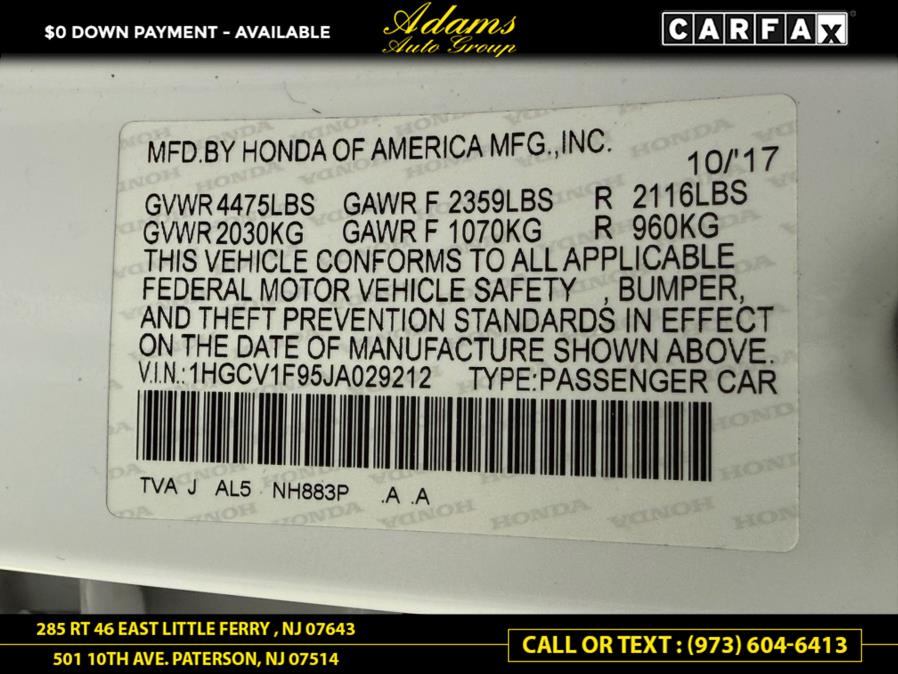 $0 DOWN PAYMENT - AVAILABLE
Adams
Auto Group
CARFAX
MFD.BY HONDA OF AMERICA MFG.,INC.
10/'17
GVWR 4475LBS GAWR F 2359LBS R 2116LBS
GVWR 2030KG GAWR F 1070KG R 960KG
THIS VEHICLE CONFORMS TO ALL APPLICABLE
FEDERAL MOTOR VEHICLE SAFETY , BUMPER,
AND THEFT PREVENTION STANDARDS IN EFFECT
ON THE DATE OF MANUFACTURE SHOWN ABOVE.
V.I.N.:1HGCV1F95JA029212 TYPE:PASSENGER CAR
TVA J AL5 NH883P .A .A
285 RT 46 EAST LITTLE FERRY , NJ 07643
501 10TH AVE. PATERSON, NJ 07514
CALL OR TEXT : (973) 604-6413